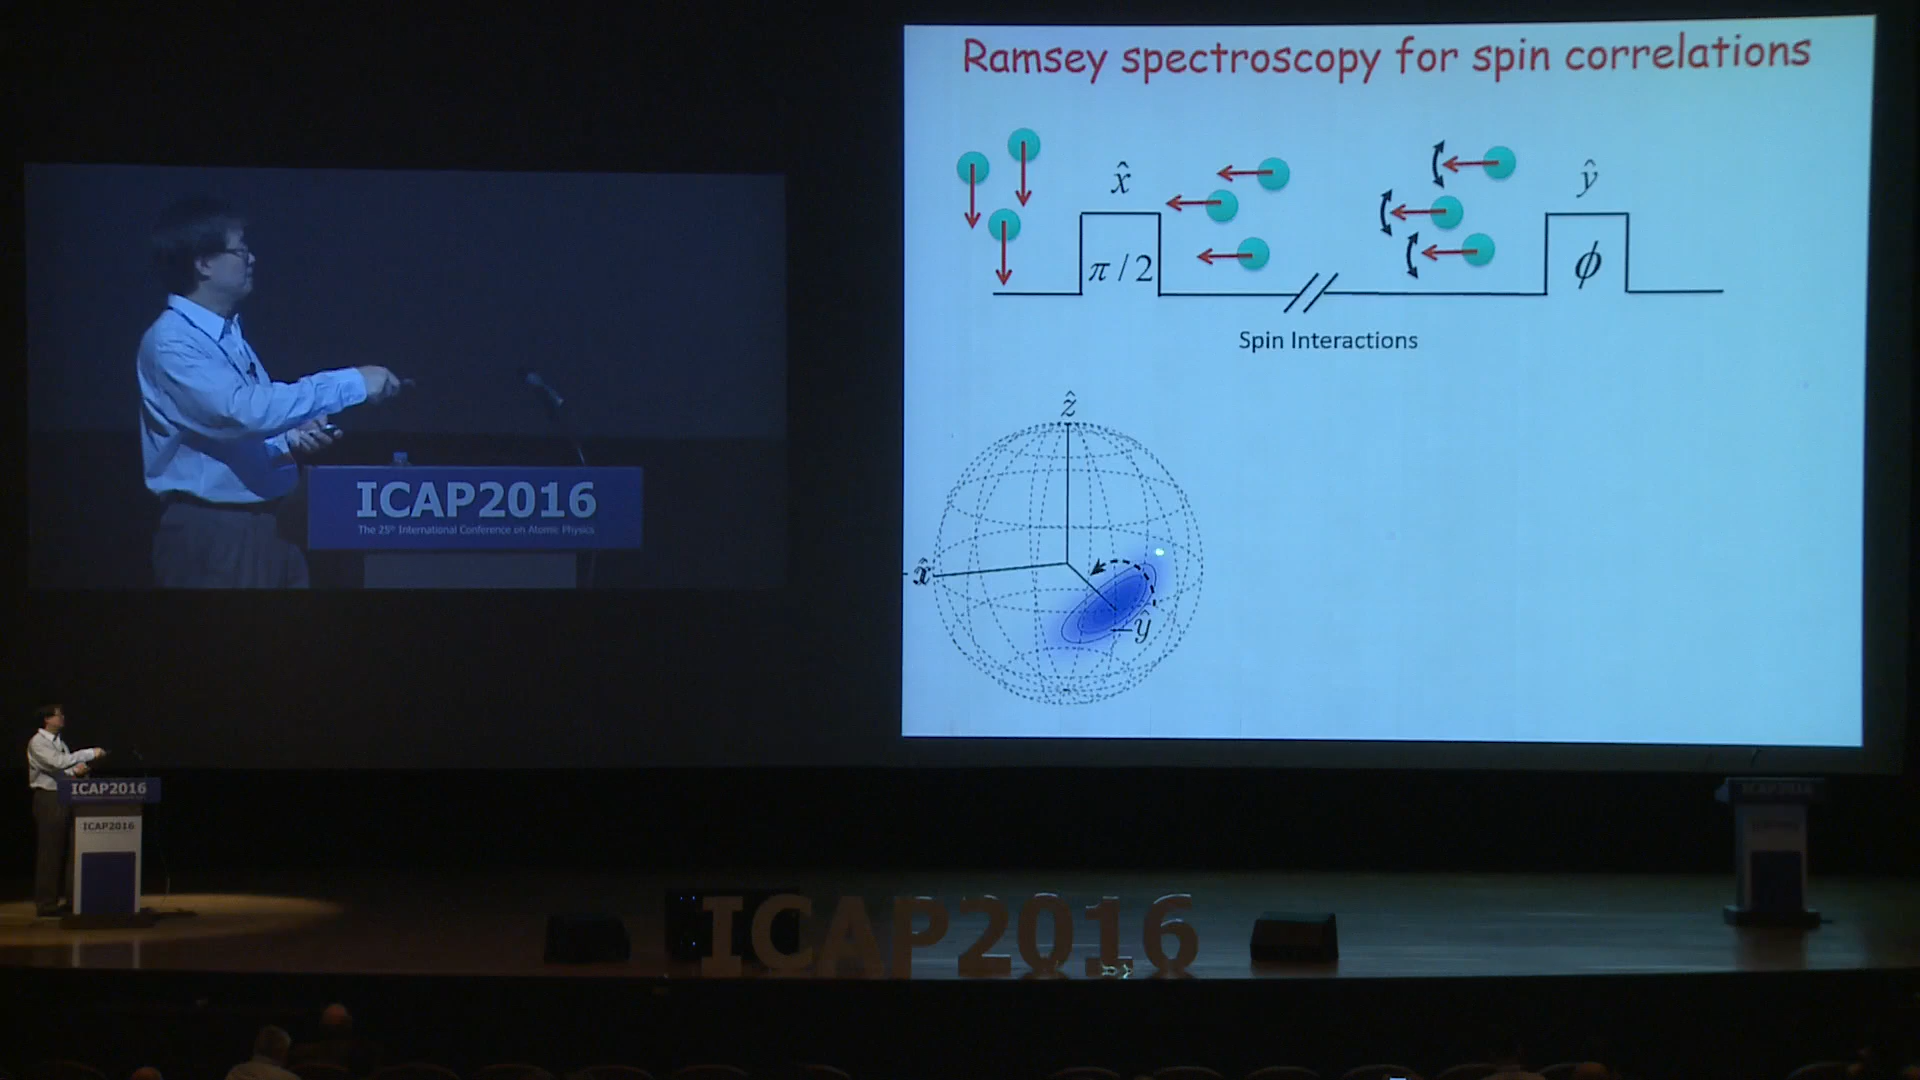 Ramsey spectroscopy for spin correlations
x̂
ŷ
π / 2
ϕ
Spin Interactions
ẑ
x̂
−ŷ
ICAP2016
The 25th International Conference on Atomic Physics
ICAP2016
ICAP2016
ICAP2016
ICAP2016